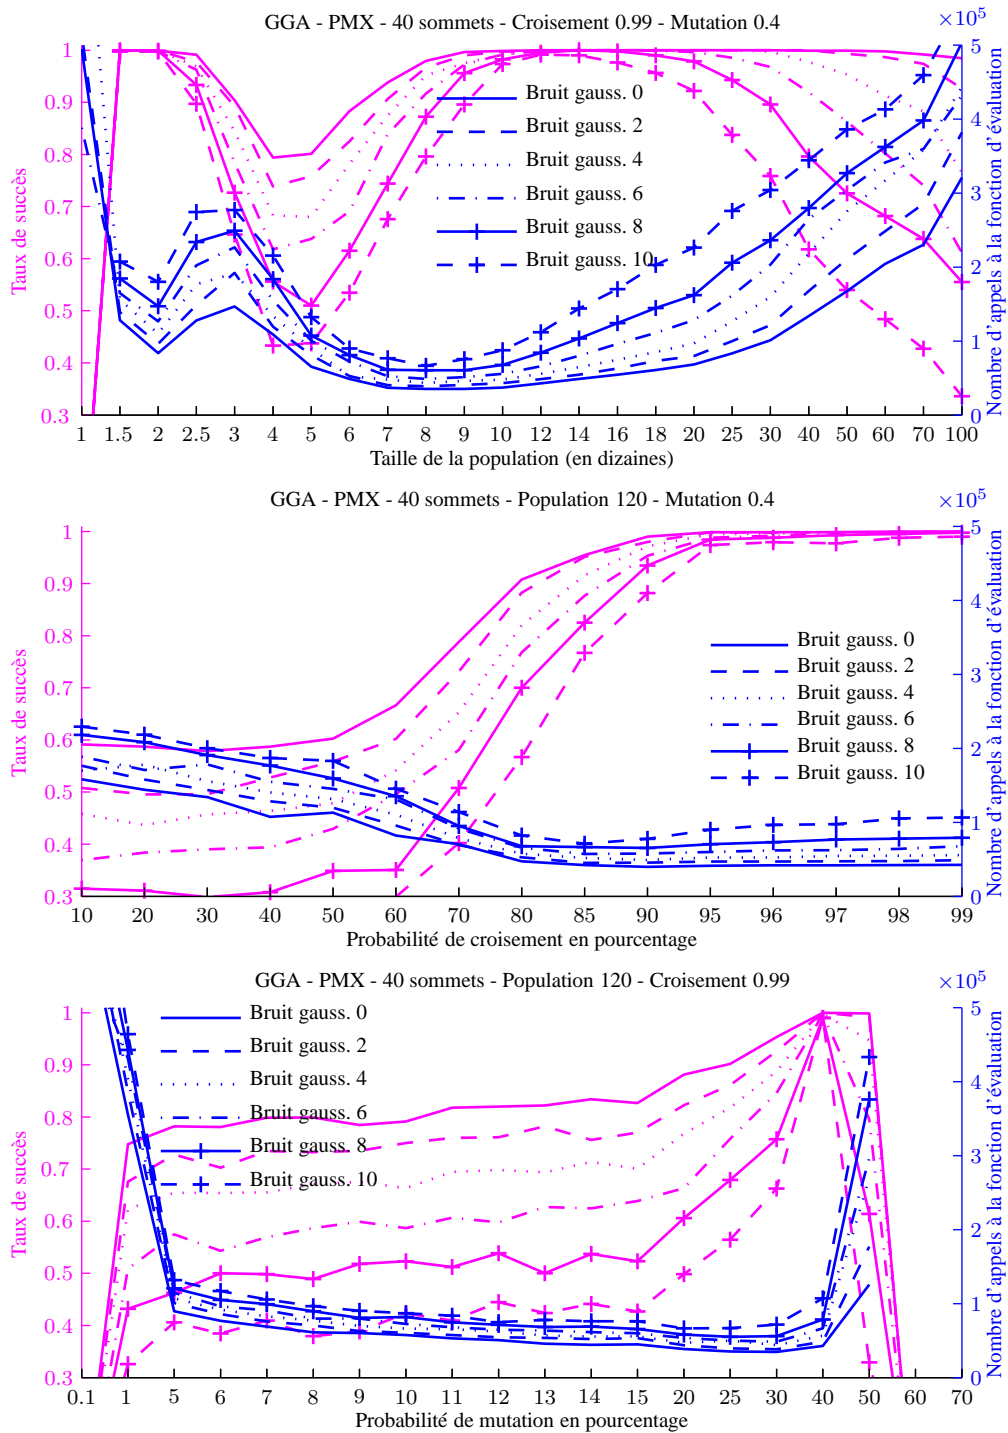 GGA - PMX - 40 sommets - Croisement 0.99 - Mutation 0.4
×10⁵
1
0.9
0.8
0.7
0.6
0.5
0.4
0.3
Taux de succès
5
4
3
2
1
0
Nombre d'appels à la fonction d'évaluation
Bruit gauss. 0
Bruit gauss. 2
Bruit gauss. 4
Bruit gauss. 6
Bruit gauss. 8
Bruit gauss. 10
1 1.5 2 2.5 3 4 5 6 7 8 9 10 12 14 16 18 20 25 30 40 50 60 70 100
Taille de la population (en dizaines)
GGA - PMX - 40 sommets - Population 120 - Mutation 0.4
×10⁵
1
0.9
0.8
0.7
0.6
0.5
0.4
0.3
Taux de succès
5
4
3
2
1
0
Nombre d'appels à la fonction d'évaluation
Bruit gauss. 0
Bruit gauss. 2
Bruit gauss. 4
Bruit gauss. 6
Bruit gauss. 8
Bruit gauss. 10
10 20 30 40 50 60 70 80 85 90 95 96 97 98 99
Probabilité de croisement en pourcentage
GGA - PMX - 40 sommets - Population 120 - Croisement 0.99
×10⁵
1
0.9
0.8
0.7
0.6
0.5
0.4
0.3
Taux de succès
5
4
3
2
1
0
Nombre d'appels à la fonction d'évaluation
Bruit gauss. 0
Bruit gauss. 2
Bruit gauss. 4
Bruit gauss. 6
Bruit gauss. 8
Bruit gauss. 10
0.1 1 5 6 7 8 9 10 11 12 13 14 15 20 25 30 40 50 60 70
Probabilité de mutation en pourcentage